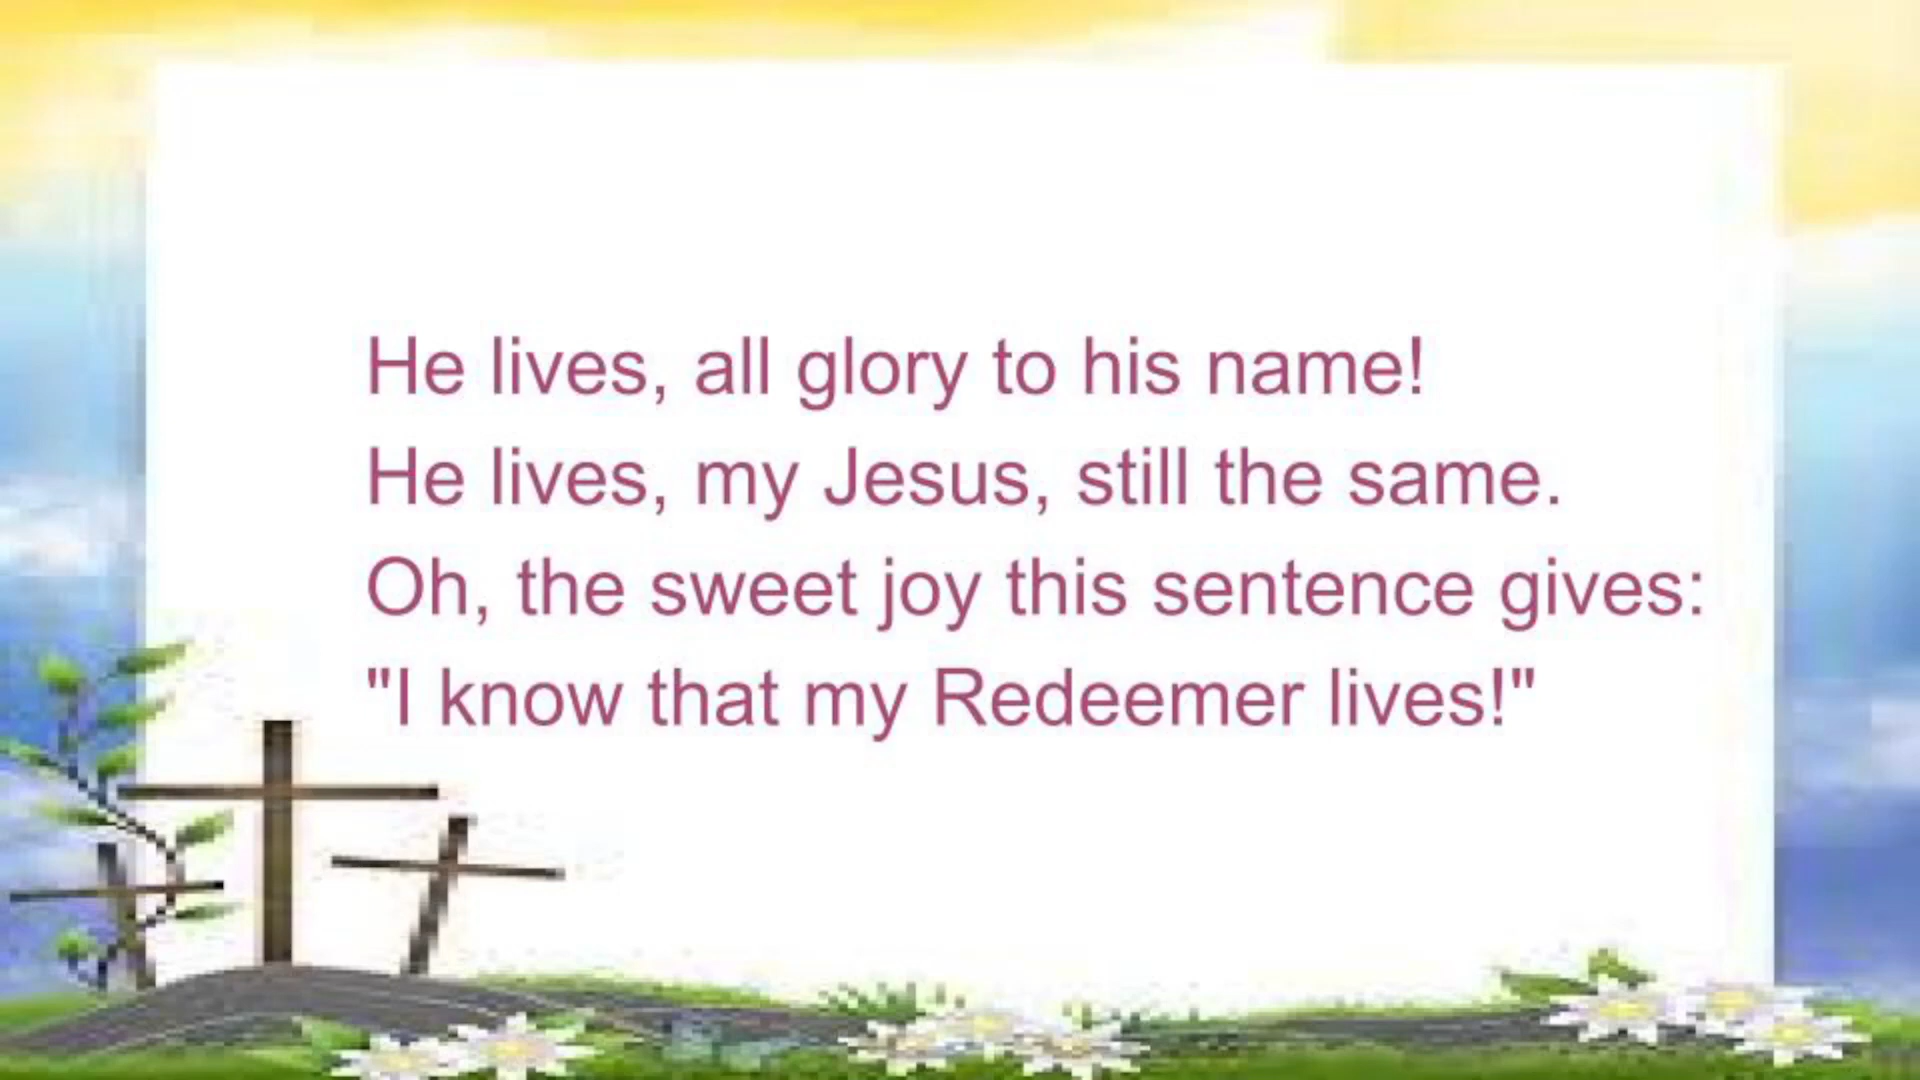 He lives, all glory to his name!
He lives, my Jesus, still the same.
Oh, the sweet joy this sentence gives:
"I know that my Redeemer lives!"